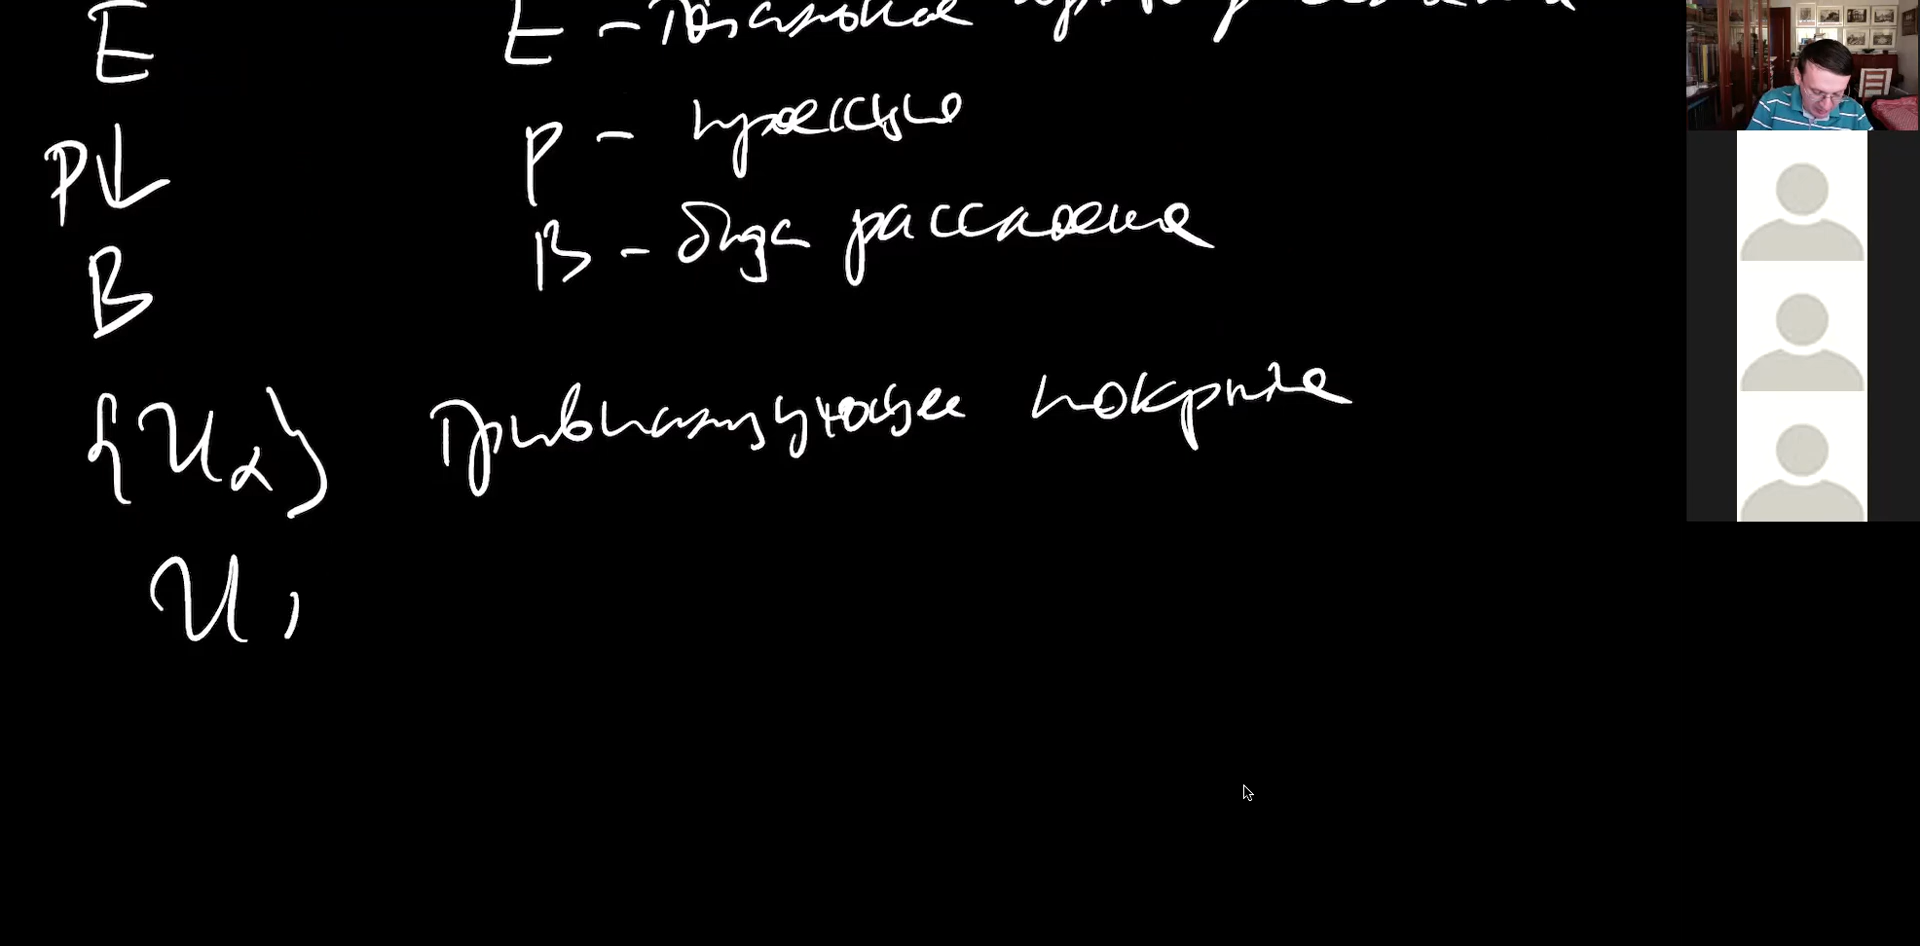 E E – тотальное пространство
p↓ p – проекция
B B – база расслоения
{U_α} Тривиализующее покрытие
U ,